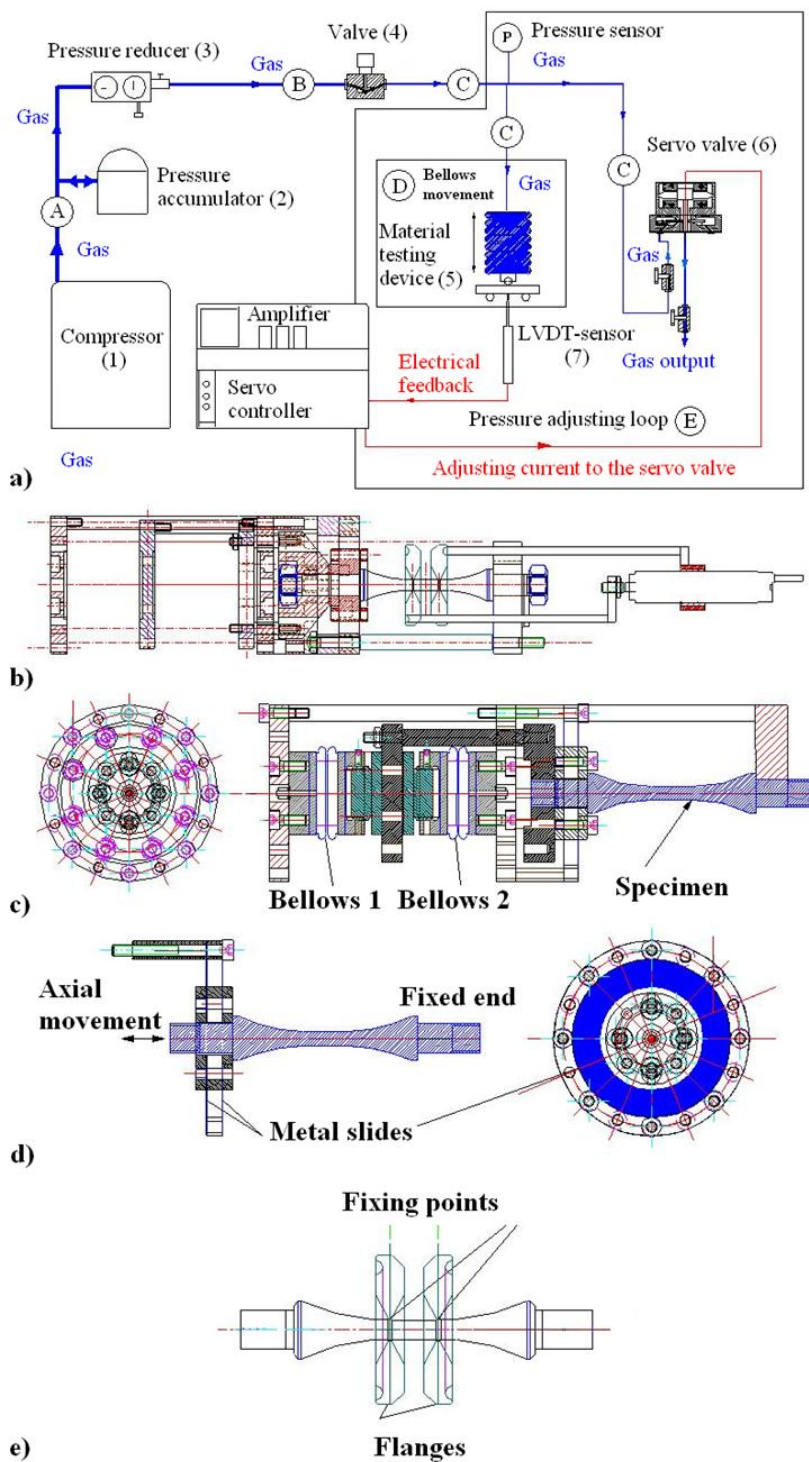 Valve (4)
Pressure reducer (3)
Gas
B
C
P
Pressure sensor
Gas
Gas
C
Servo valve (6)
C
D
Bellows
movement
Gas
Material
testing
device (5)
Pressure
accumulator (2)
A
Gas
Gas
Compressor
(1)
Amplifier
Servo
controller
LVDT-sensor
(7)
Gas output
Electrical
feedback
Pressure adjusting loop
E
Adjusting current to the servo valve
Gas
a)
b)
Specimen
Bellows 1
Bellows 2
c)
Axial
movement
Fixed end
Metal slides
d)
Fixing points
Flanges
e)